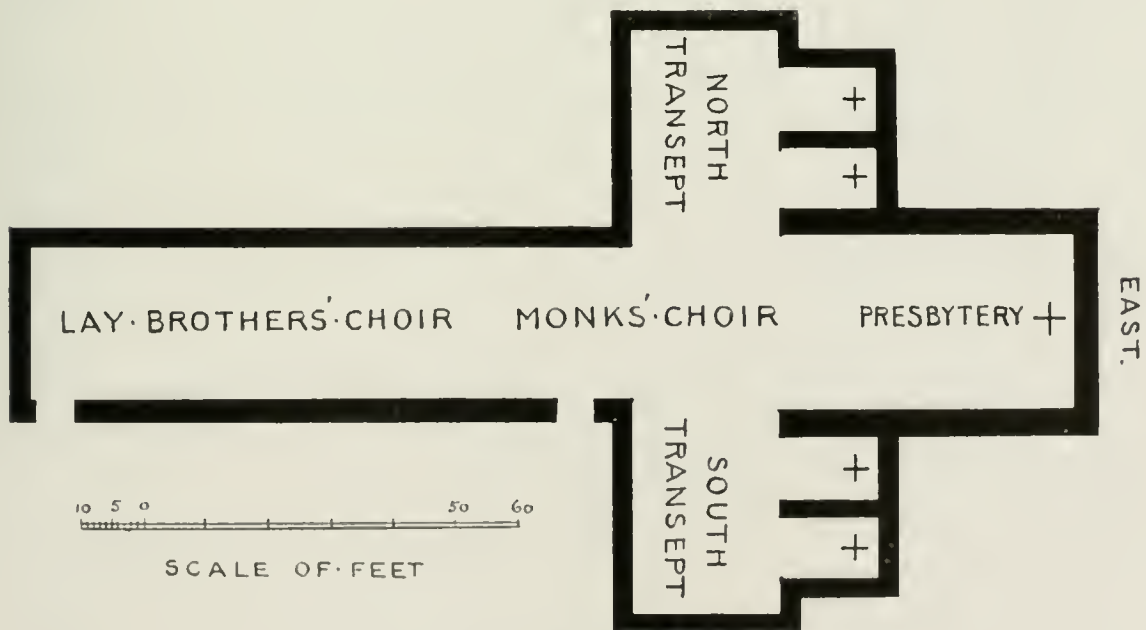 NORTH
TRANSEPT
LAY·BROTHERS'·CHOIR
MONKS'·CHOIR
PRESBYTERY
EAST.
SOUTH
TRANSEPT
10 5 0 50 60
SCALE OF·FEET